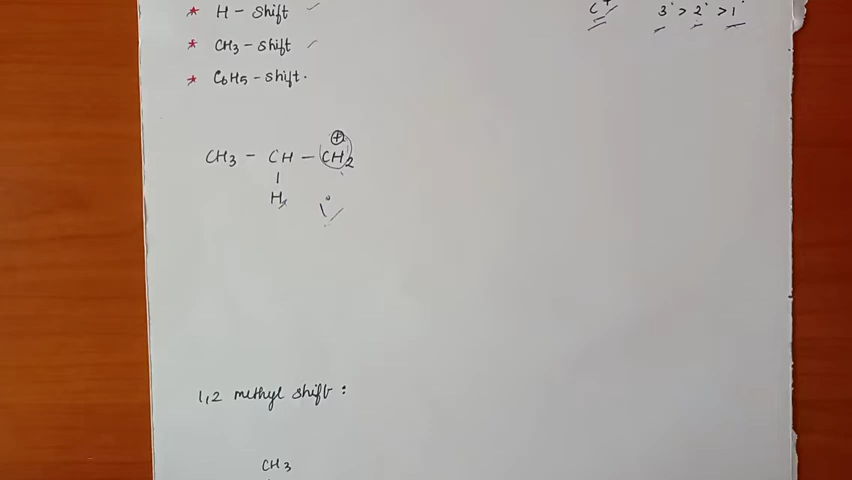 * H - Shift ✓
C⁺ 3° > 2° > 1°
* CH3 - shift ✓
* C6H5 - shift.
⊕
CH3 - CH - CH2
|
H
1° ✓
1,2 methyl shift :
CH3